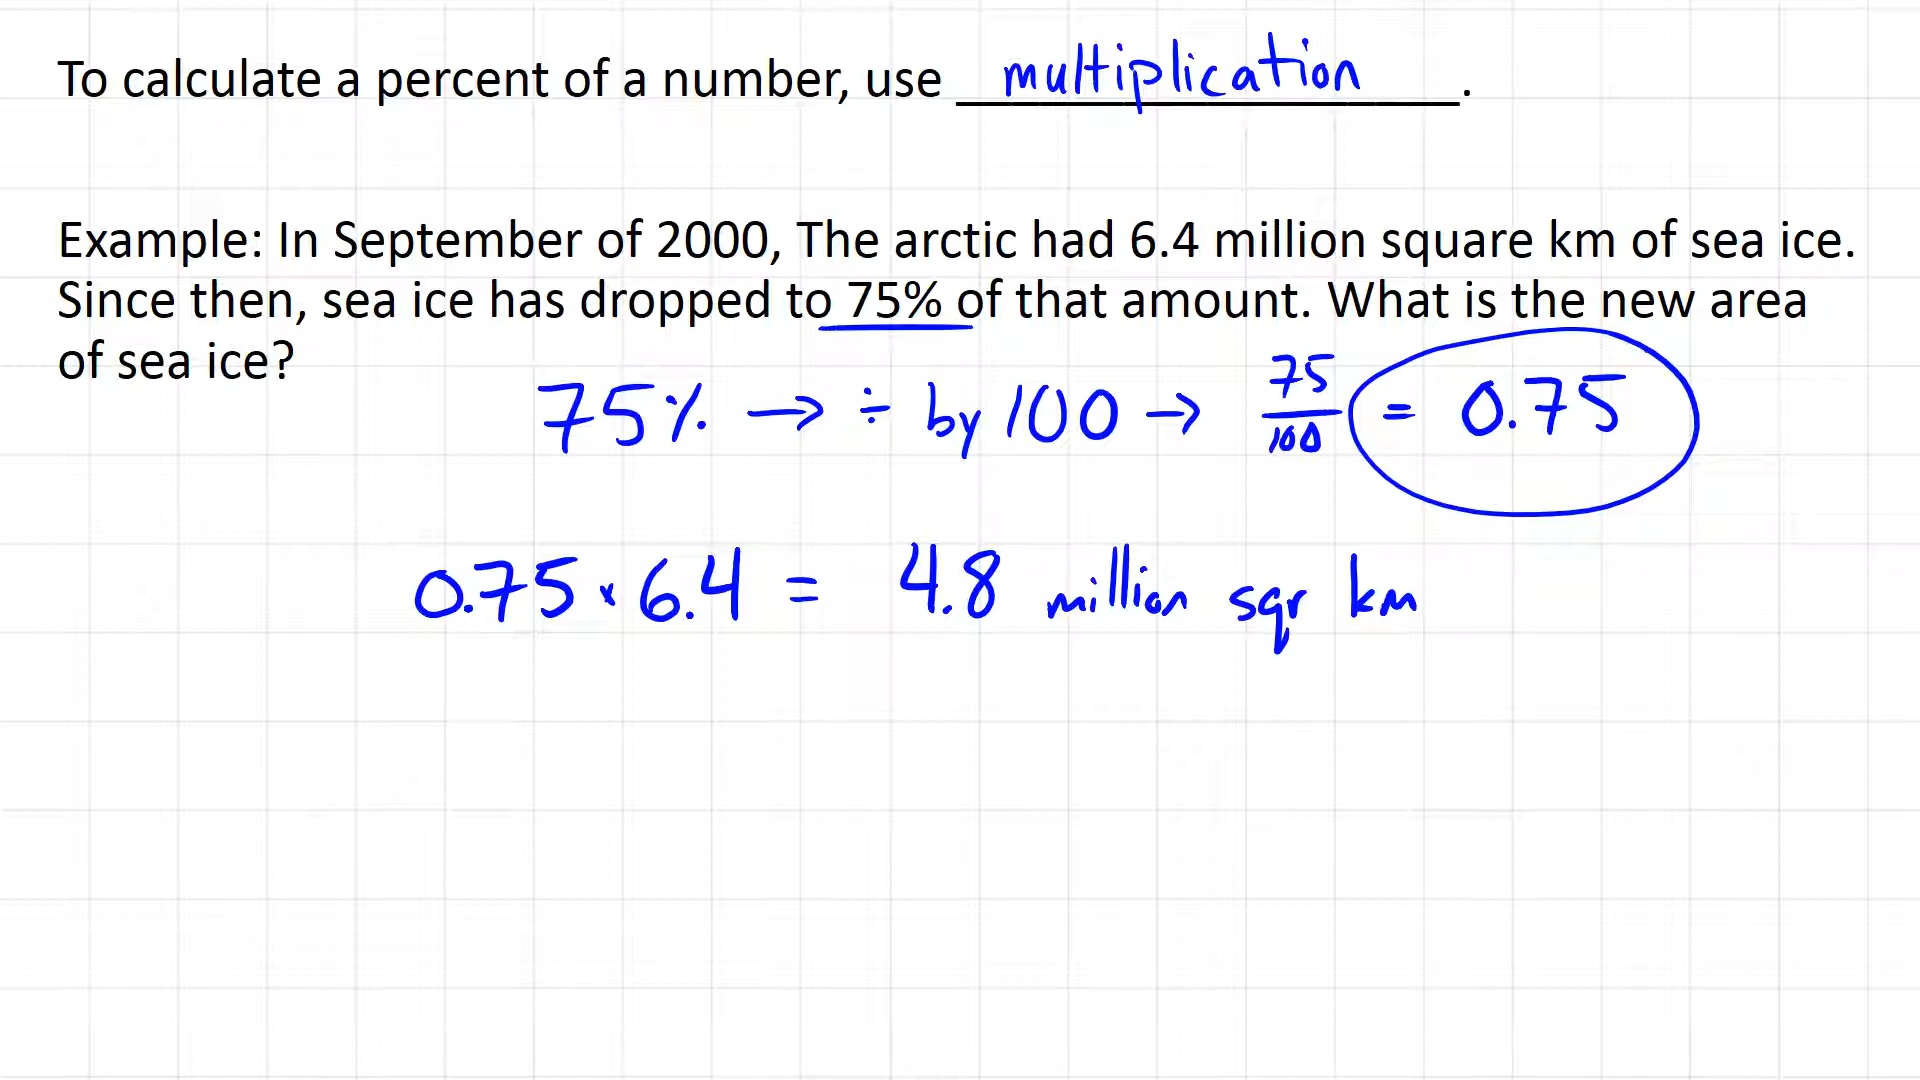 To calculate a percent of a number, use multiplication.
Example: In September of 2000, The arctic had 6.4 million square km of sea ice.
Since then, sea ice has dropped to 75% of that amount. What is the new area
of sea ice?
75% → ÷ by 100 → 75/100 = 0.75
0.75 × 6.4 = 4.8 million sqr km